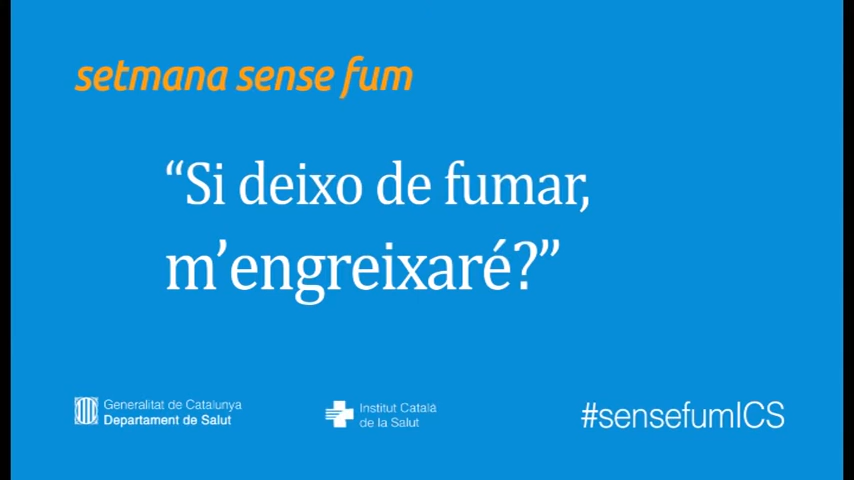 setmana sense fum
“Si deixo de fumar,
m’engreixaré?”
Generalitat de Catalunya
Departament de Salut
Institut Català
de la Salut
#sensefumICS